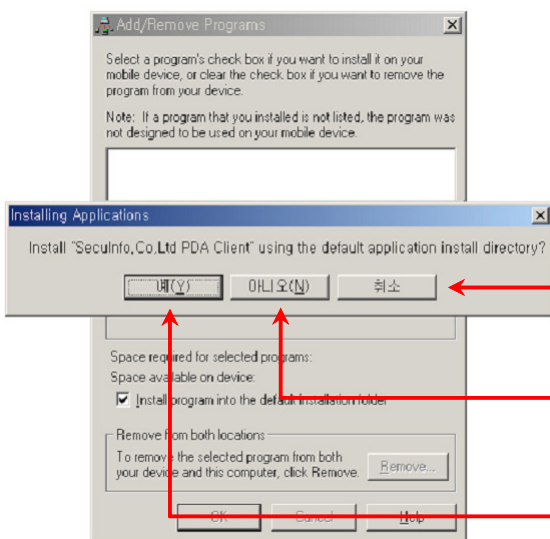 Add/Remove Programs
Select a program's check box if you want to install it on your
mobile device, or clear the check box if you want to remove the
program from your device.
Note: If a program that you installed is not listed, the program was
not designed to be used on your mobile device.
Installing Applications
Install "SecuInfo,Co,Ltd PDA Client" using the default application install directory?
예(Y)
아니오(N)
취소
Space required for selected programs:
Space available on device:
Install program into the default installation folder
Remove from both locations
To remove the selected program from both
your device and this computer, click Remove.
Remove...
OK
Cancel
Help